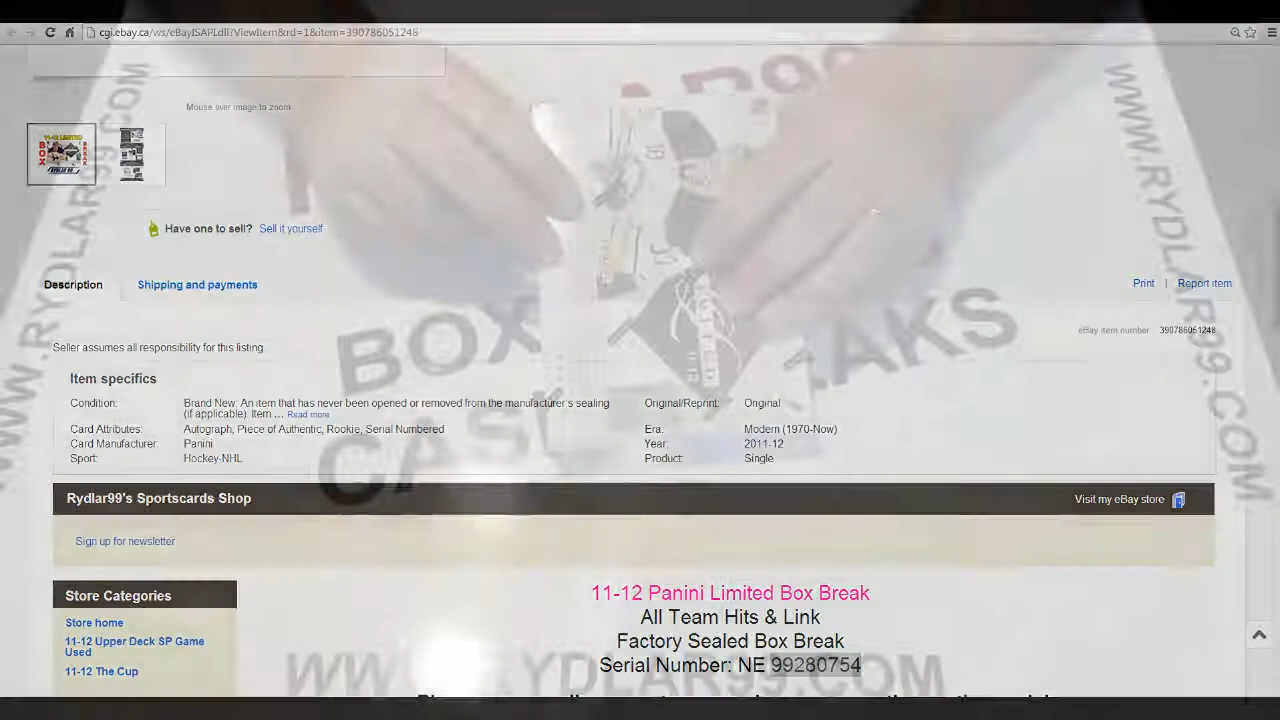 cgi.ebay.ca/ws/eBayISAPI.dll?ViewItem&rd=1&item=390786051248
Mouse over image to zoom
Have one to sell? Sell it yourself
Description Shipping and payments Print | Report item
eBay item number: 390786051248
Seller assumes all responsibility for this listing.
Item specifics
Condition: Brand New: An item that has never been opened or removed from the manufacturer's sealing (if applicable). Item ... Read more
Original/Reprint: Original
Card Attributes: Autograph, Piece of Authentic, Rookie, Serial Numbered
Era: Modern (1970-Now)
Card Manufacturer: Panini
Year: 2011-12
Sport: Hockey-NHL
Product: Single
Rydlar99's Sportscards Shop Visit my eBay store
Sign up for newsletter
Store Categories
Store home
11-12 Upper Deck SP Game
Used
11-12 The Cup
11-12 Panini Limited Box Break
All Team Hits & Link
Factory Sealed Box Break
Serial Number: NE 99280754
WWW.RYDLAR99.COM
WWW.RYDLAR99.COM
BOX
CAS
WWW.RYDLAR99.COM